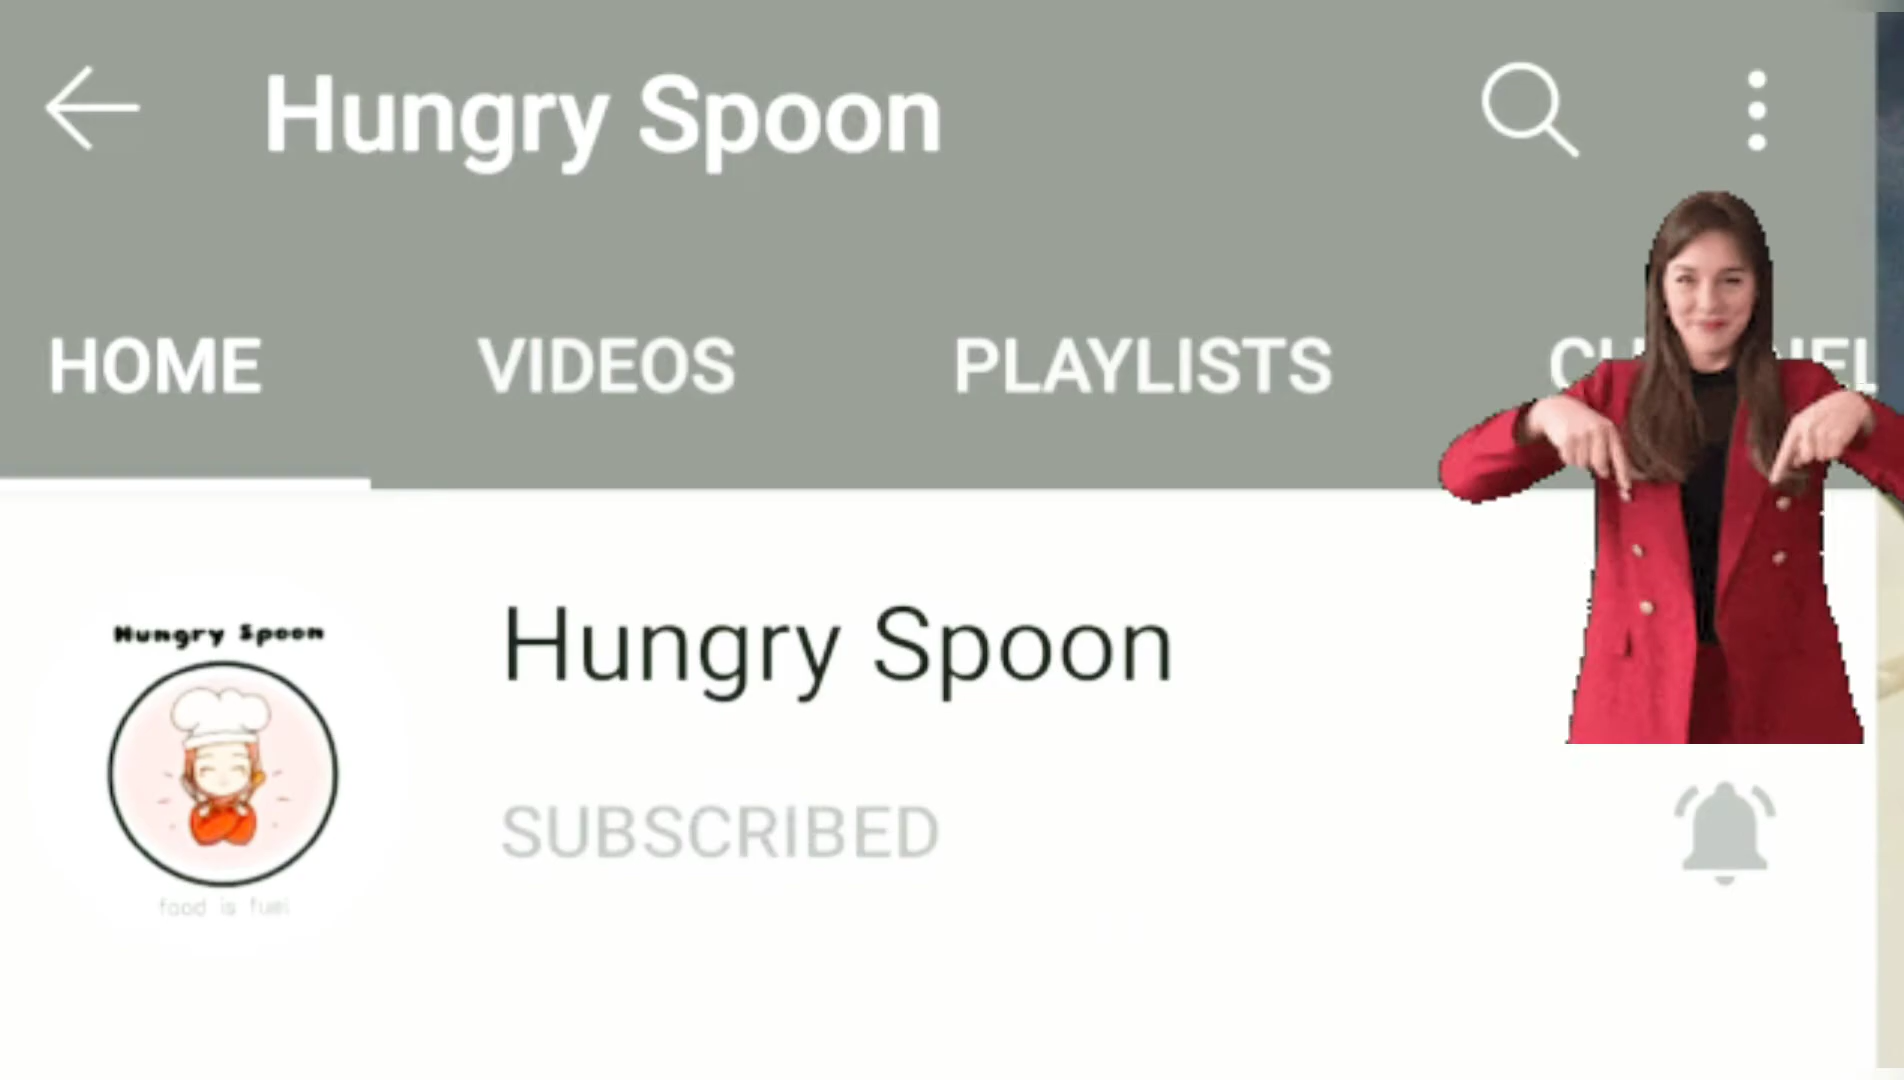 Hungry Spoon
HOME VIDEOS PLAYLISTS
Hungry Spoon
Hungry Spoon
SUBSCRIBED
food is fuel